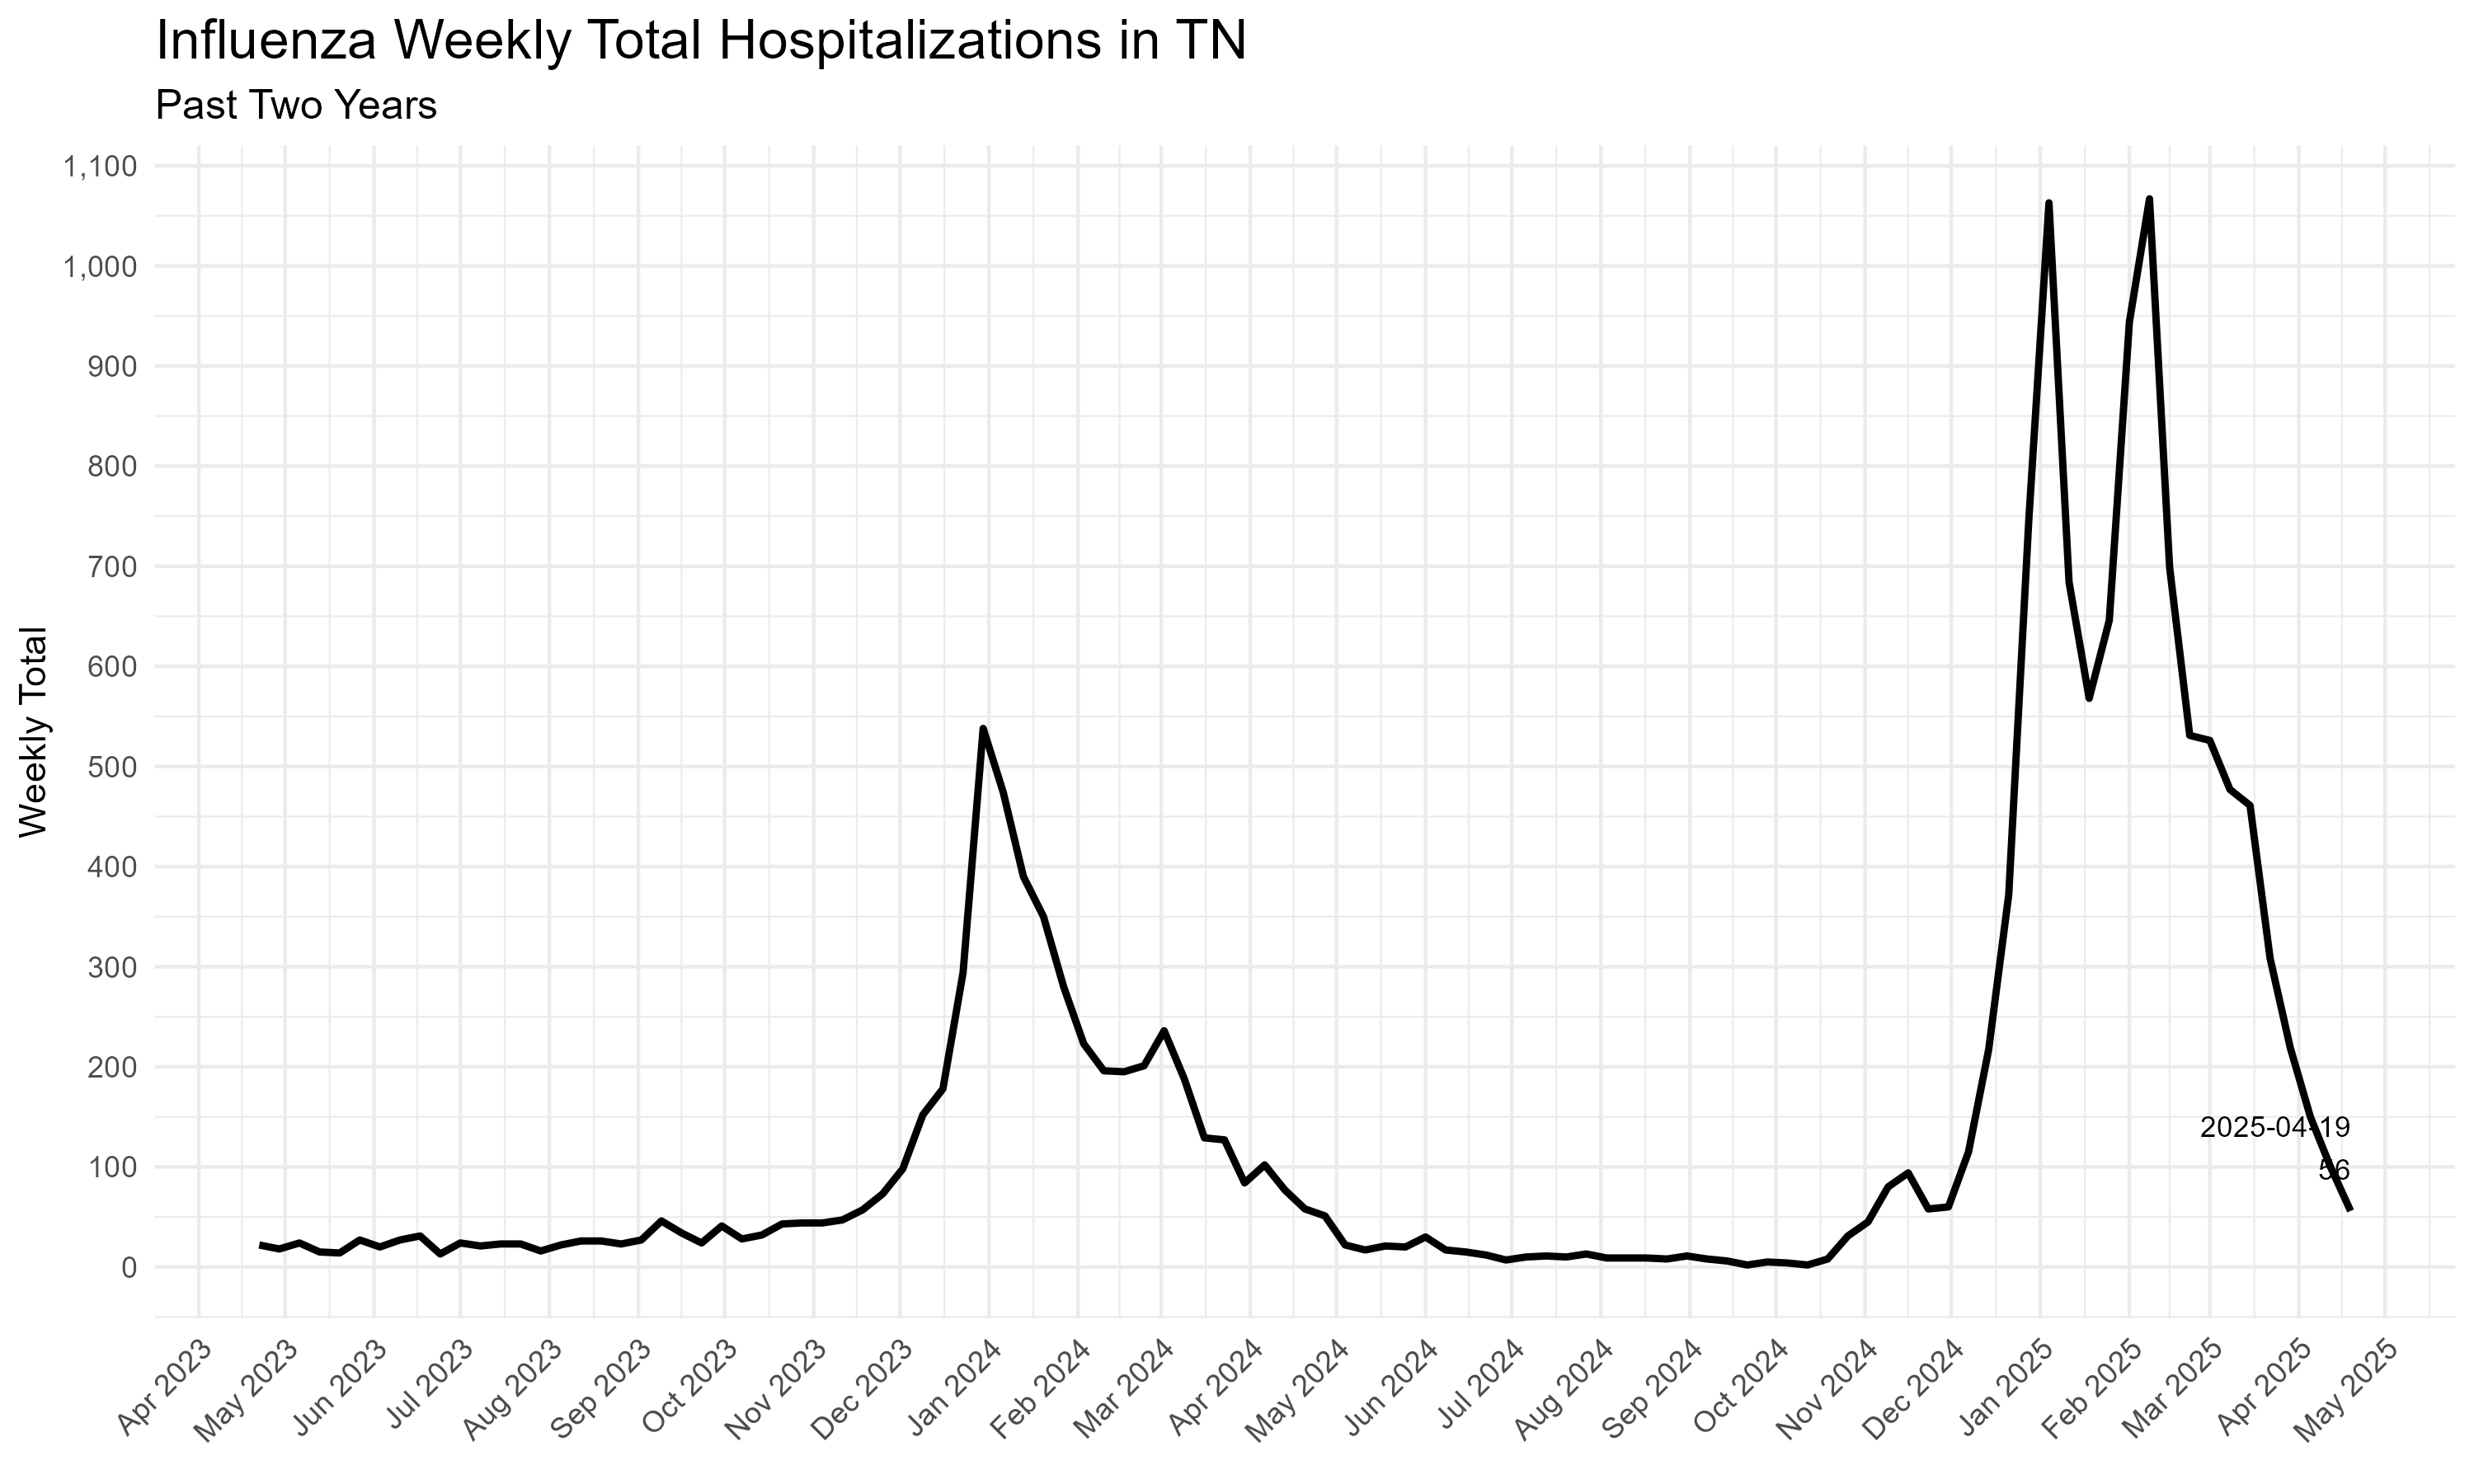 Influenza Weekly Total Hospitalizations in TN
Past Two Years
Weekly Total
1,100
1,000
900
800
700
600
500
400
300
200
100
0
2025-04-19
56
Apr 2023
May 2023
Jun 2023
Jul 2023
Aug 2023
Sep 2023
Oct 2023
Nov 2023
Dec 2023
Jan 2024
Feb 2024
Mar 2024
Apr 2024
May 2024
Jun 2024
Jul 2024
Aug 2024
Sep 2024
Oct 2024
Nov 2024
Dec 2024
Jan 2025
Feb 2025
Mar 2025
Apr 2025
May 2025